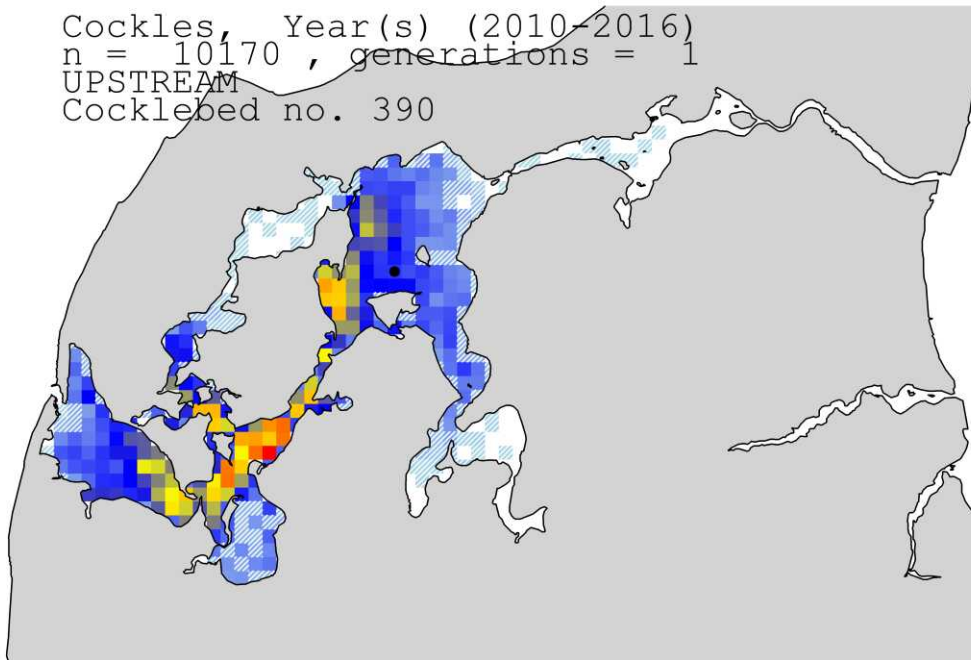 Cockles, Year(s) (2010-2016)
n = 10170 , generations = 1
UPSTREAM
Cocklebed no. 390